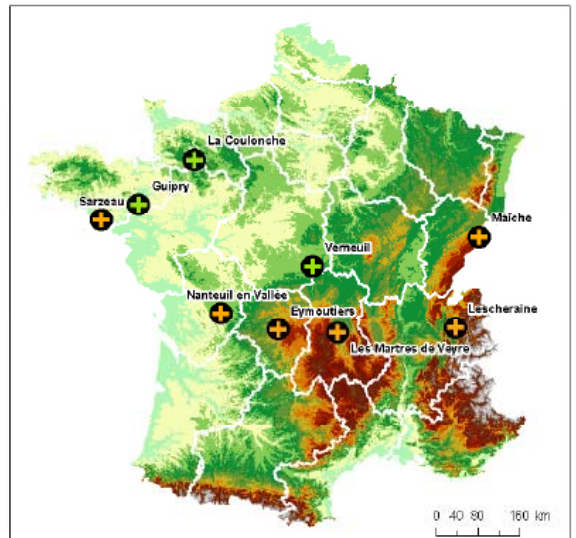 La Coulonche
Guipry
Sarzeau
Maîche
Verneuil
Nanteuil en Vallée
Eymoutiers
Lescheraine
Les Martres de Veyre
0 40 80 160 km